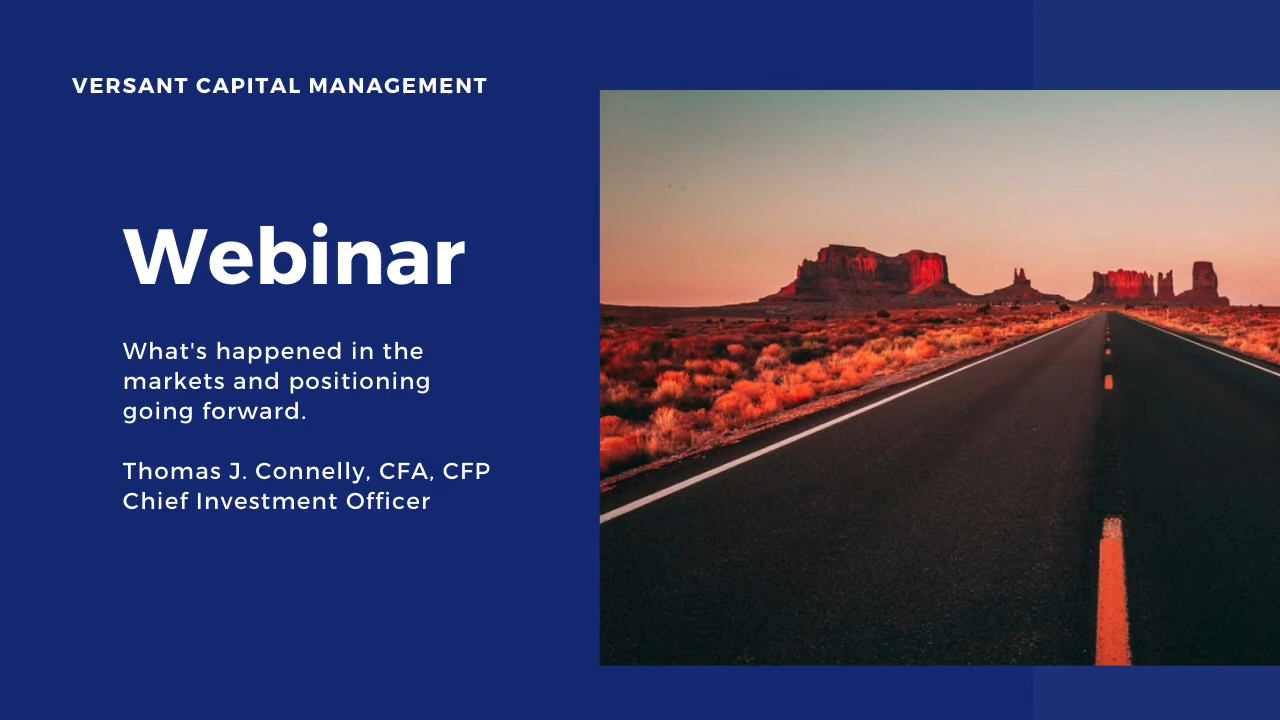 VERSANT CAPITAL MANAGEMENT
Webinar
What's happened in the
markets and positioning
going forward.
Thomas J. Connelly, CFA, CFP
Chief Investment Officer